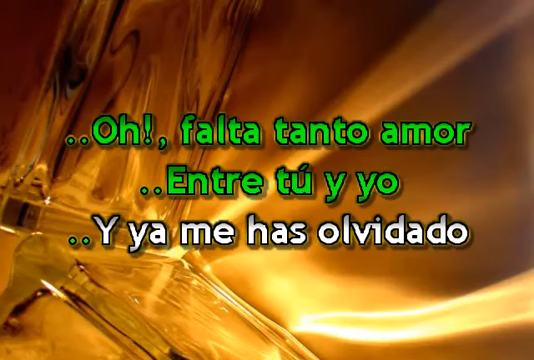 ..Oh!, falta tanto amor
..Entre tú y yo
..Y ya me has olvidado